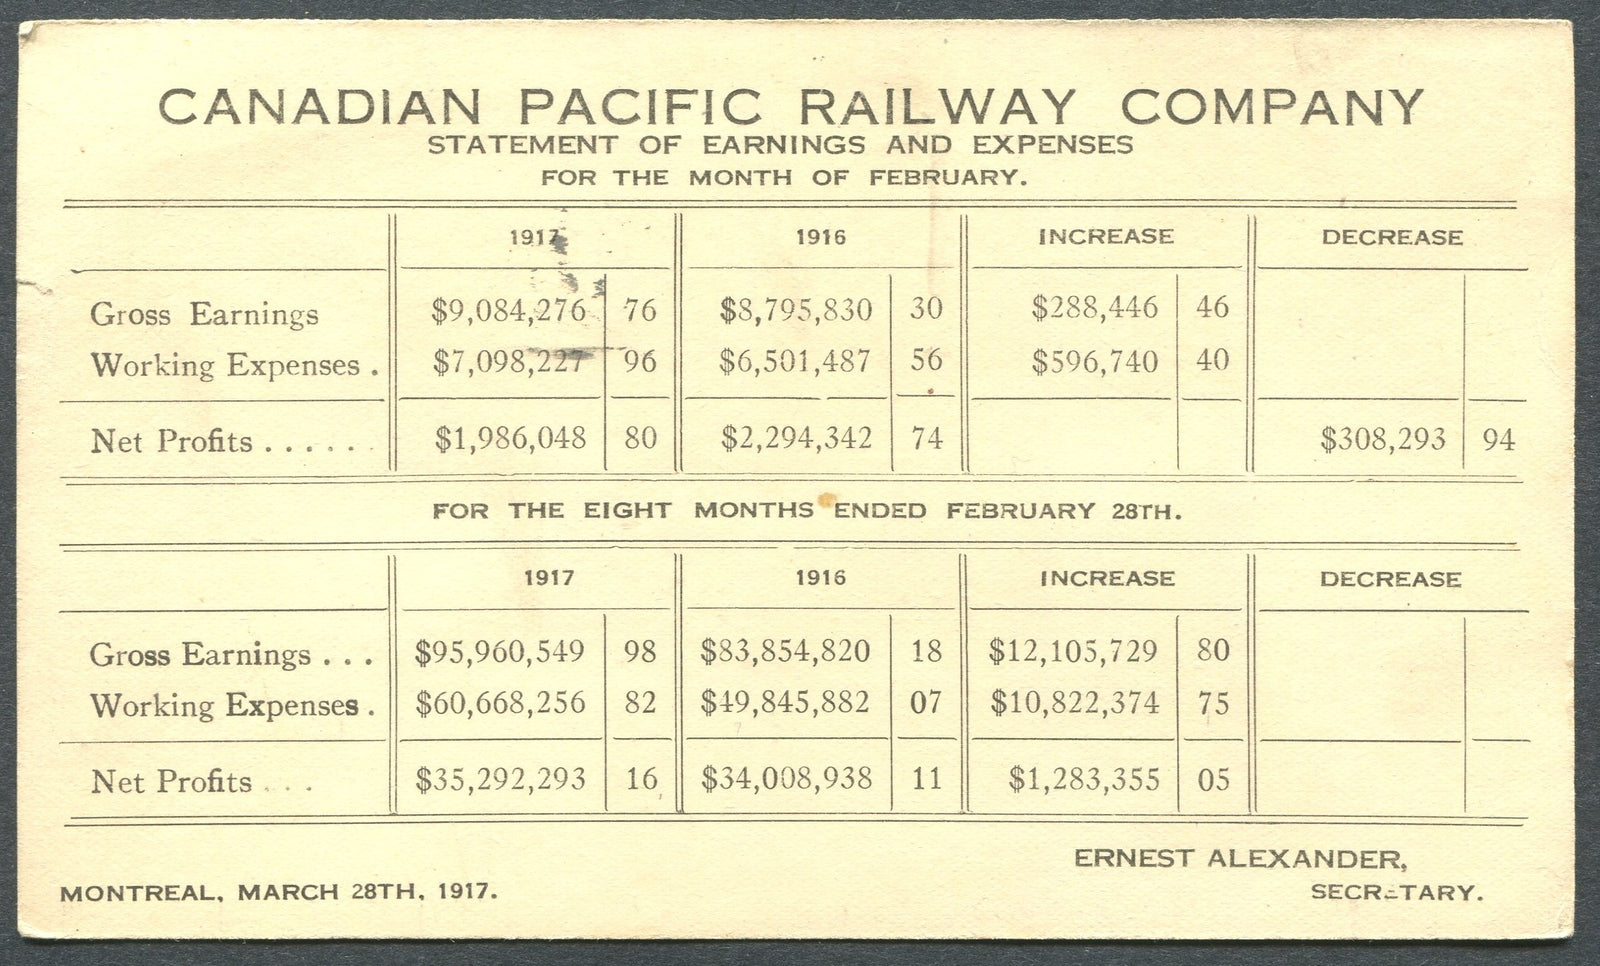 CANADIAN PACIFIC RAILWAY COMPANY
STATEMENT OF EARNINGS AND EXPENSES
FOR THE MONTH OF FEBRUARY.
1917 1916 INCREASE DECREASE
Gross Earnings $9,084,276 76 $8,795,830 30 $288,446 46
Working Expenses . $7,098,227 96 $6,501,487 56 $596,740 40
Net Profits . . . . . . $1,986,048 80 $2,294,342 74 $308,293 94
FOR THE EIGHT MONTHS ENDED FEBRUARY 28TH.
1917 1916 INCREASE DECREASE
Gross Earnings . . . $95,960,549 98 $83,854,820 18 $12,105,729 80
Working Expenses . $60,668,256 82 $49,845,882 07 $10,822,374 75
Net Profits . . . $35,292,293 16 $34,008,938 11 $1,283,355 05
ERNEST ALEXANDER,
MONTREAL, MARCH 28TH, 1917. SECRETARY.